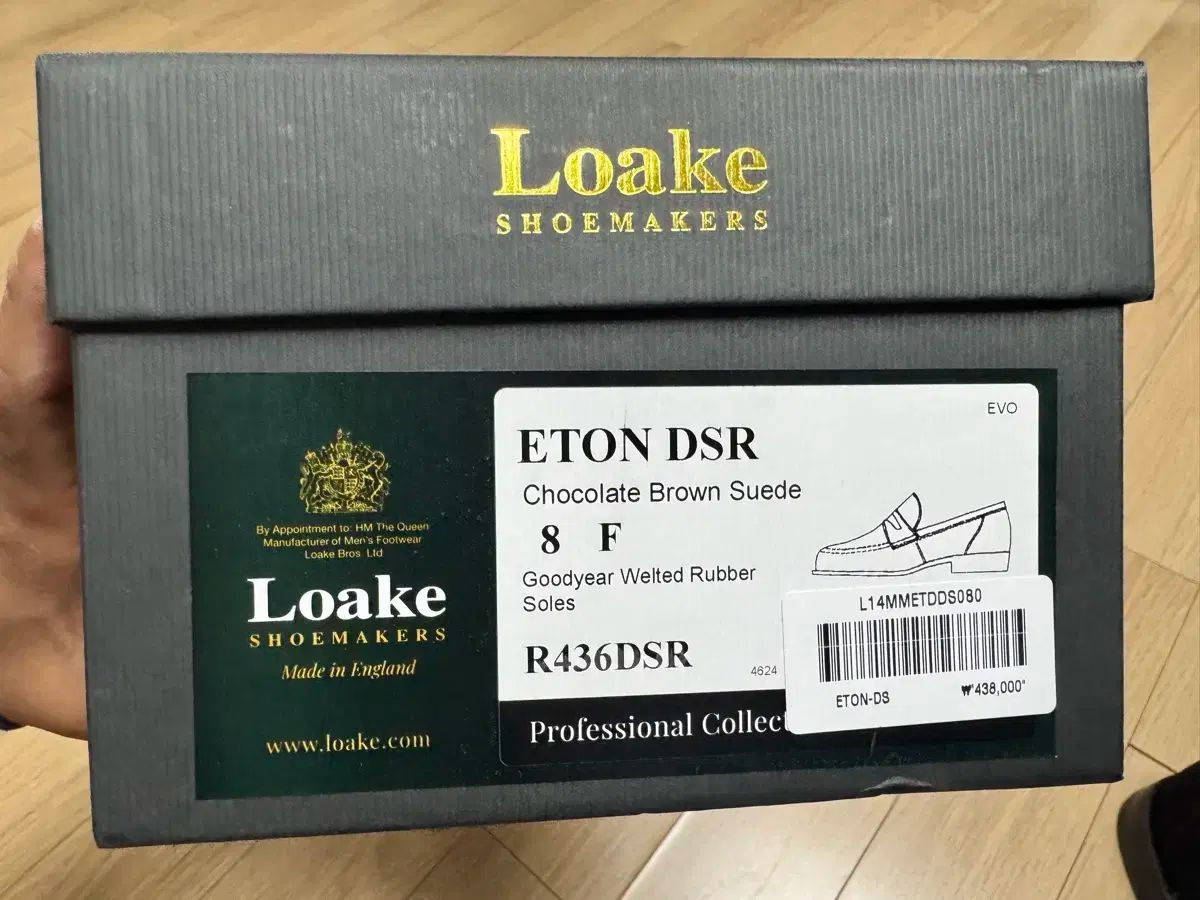 Loake
SHOEMAKERS
By Appointment to: HM The Queen
Manufacturer of Men's Footwear
Loake Bros. Ltd
Loake
SHOEMAKERS
Made in England
www.loake.com
EVO
ETON DSR
Chocolate Brown Suede
8 F
Goodyear Welted Rubber
Soles
R436DSR
4624
Professional Collect
L14MMETDDS080
ETON-DS ₩"438,000"